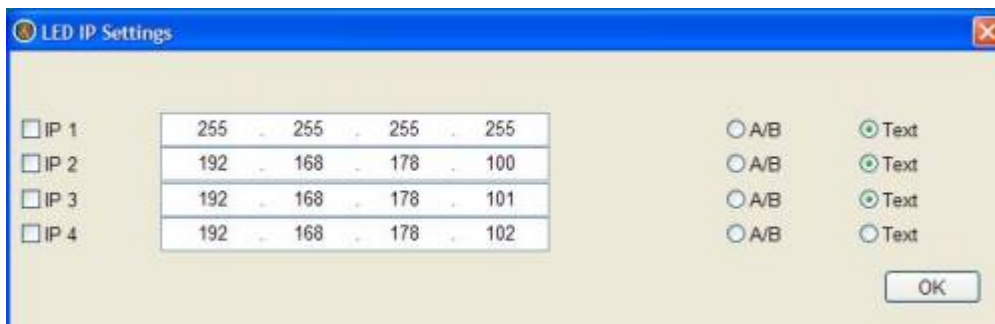 LED IP Settings
IP 1 255 . 255 . 255 . 255 A/B Text
IP 2 192 . 168 . 178 . 100 A/B Text
IP 3 192 . 168 . 178 . 101 A/B Text
IP 4 192 . 168 . 178 . 102 A/B Text
OK